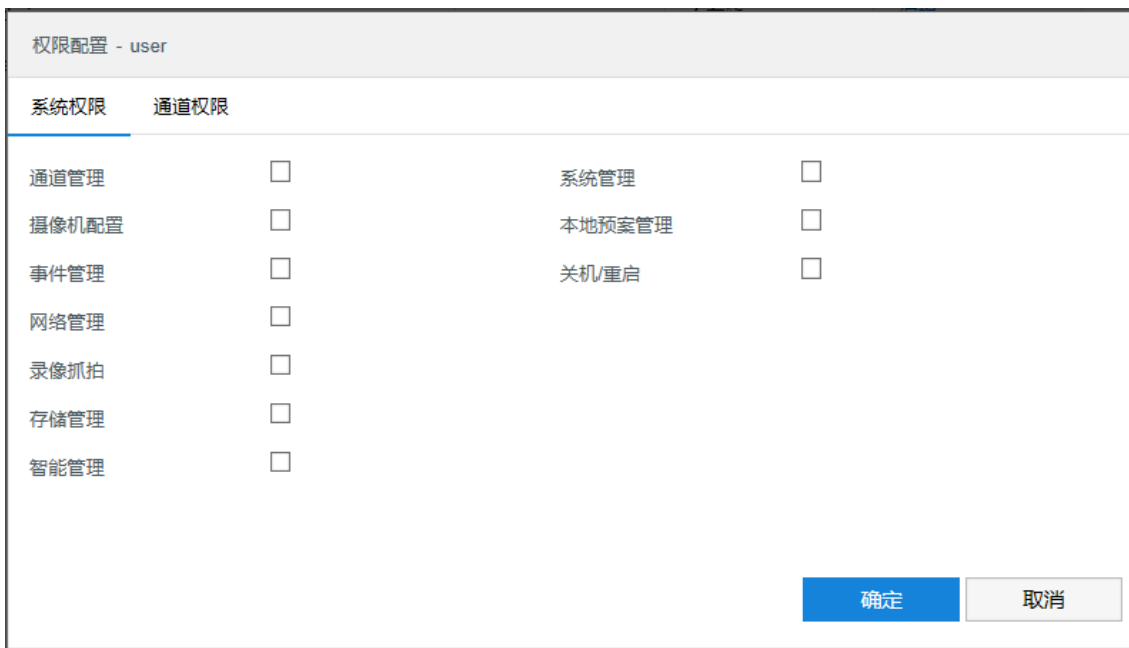 权限配置 - user
系统权限 通道权限
通道管理 系统管理
摄像机配置 本地预案管理
事件管理 关机/重启
网络管理
录像抓拍
存储管理
智能管理
确定 取消